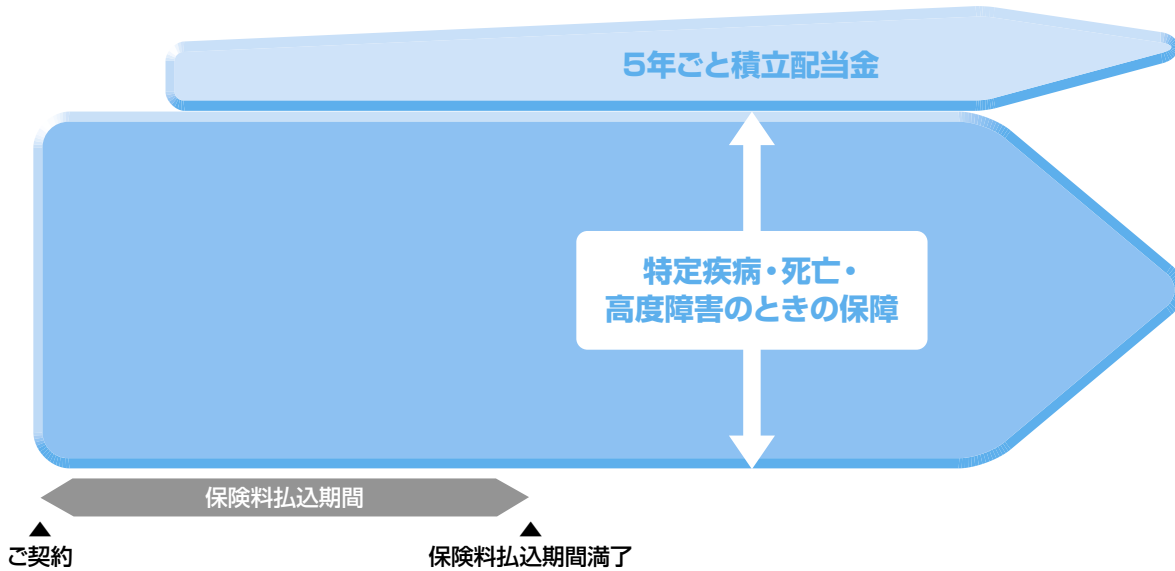 5年ごと積立配当金
特定疾病・死亡・
高度障害のときの保障
保険料払込期間
▲
▲
ご契約
保険料払込期間満了